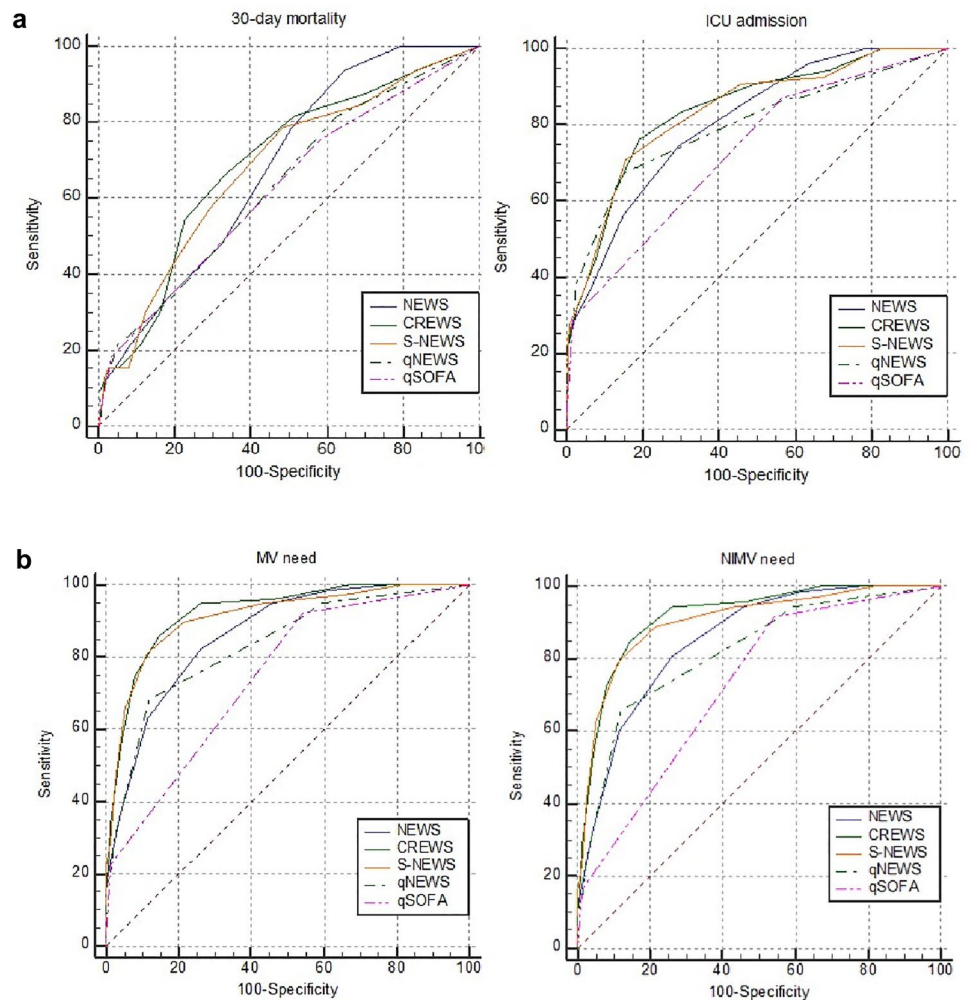 a
30-day mortality
100
80
60
40
20
0
Sensitivity
0 20 40 60 80 100
100-Specificity
NEWS
CREWS
S-NEWS
qNEWS
qSOFA
ICU admission
100
80
60
40
20
0
Sensitivity
0 20 40 60 80 100
100-Specificity
NEWS
CREWS
S-NEWS
qNEWS
qSOFA
b
MV need
100
80
60
40
20
0
Sensitivity
0 20 40 60 80 100
100-Specificity
NEWS
CREWS
S-NEWS
qNEWS
qSOFA
NIMV need
100
80
60
40
20
0
Sensitivity
0 20 40 60 80 100
100-Specificity
NEWS
CREWS
S-NEWS
qNEWS
qSOFA